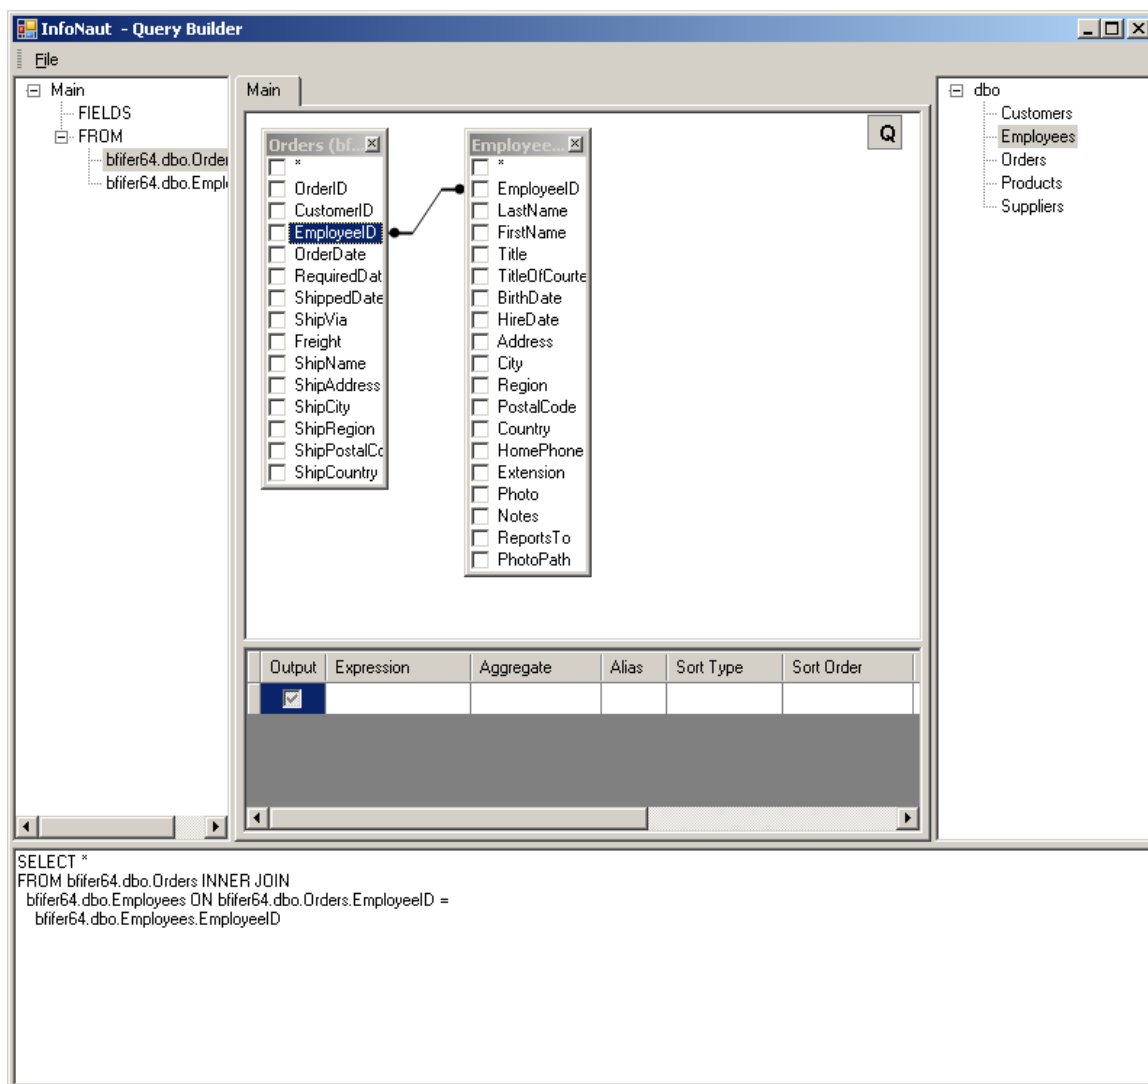 InfoNaut - Query Builder
File
Main
FIELDS
FROM
bfifer64.dbo.Order
bfifer64.dbo.Empl
Main
Q
Orders (bf...
*
OrderID
CustomerID
EmployeeID
OrderDate
RequiredDat
ShippedDate
ShipVia
Freight
ShipName
ShipAddress
ShipCity
ShipRegion
ShipPostalCo
ShipCountry
Employee...
*
EmployeeID
LastName
FirstName
Title
TitleOfCourte
BirthDate
HireDate
Address
City
Region
PostalCode
Country
HomePhone
Extension
Photo
Notes
ReportsTo
PhotoPath
Output Expression Aggregate Alias Sort Type Sort Order
dbo
Customers
Employees
Orders
Products
Suppliers
SELECT *
FROM bfifer64.dbo.Orders INNER JOIN
bfifer64.dbo.Employees ON bfifer64.dbo.Orders.EmployeeID =
bfifer64.dbo.Employees.EmployeeID